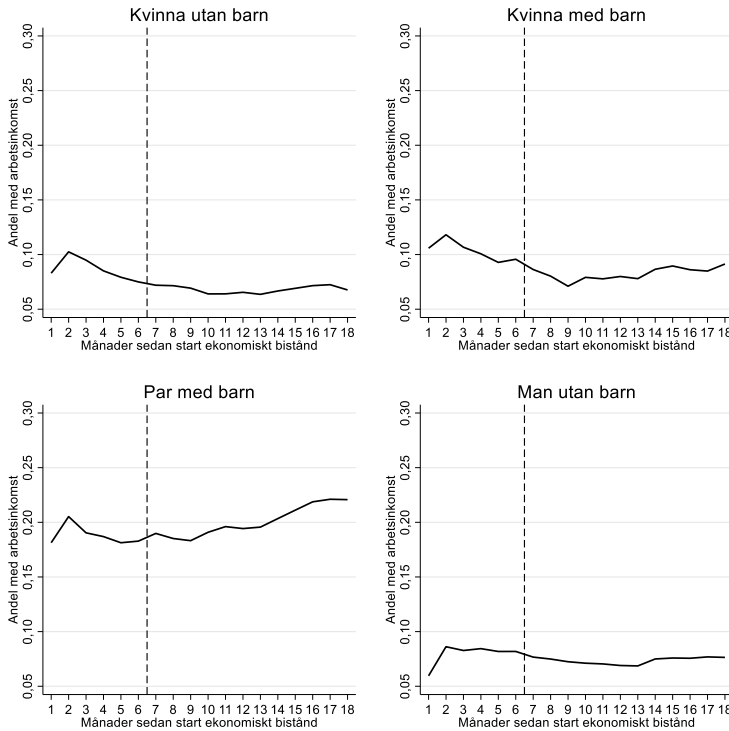 Kvinna utan barn
Andel med arbetsinkomst
0,30
0,25
0,20
0,15
0,10
0,05
1 2 3 4 5 6 7 8 9 10 11 12 13 14 15 16 17 18
Månader sedan start ekonomiskt bistånd
Kvinna med barn
Andel med arbetsinkomst
0,30
0,25
0,20
0,15
0,10
0,05
1 2 3 4 5 6 7 8 9 10 11 12 13 14 15 16 17 18
Månader sedan start ekonomiskt bistånd
Par med barn
Andel med arbetsinkomst
0,30
0,25
0,20
0,15
0,10
0,05
1 2 3 4 5 6 7 8 9 10 11 12 13 14 15 16 17 18
Månader sedan start ekonomiskt bistånd
Man utan barn
Andel med arbetsinkomst
0,30
0,25
0,20
0,15
0,10
0,05
1 2 3 4 5 6 7 8 9 10 11 12 13 14 15 16 17 18
Månader sedan start ekonomiskt bistånd